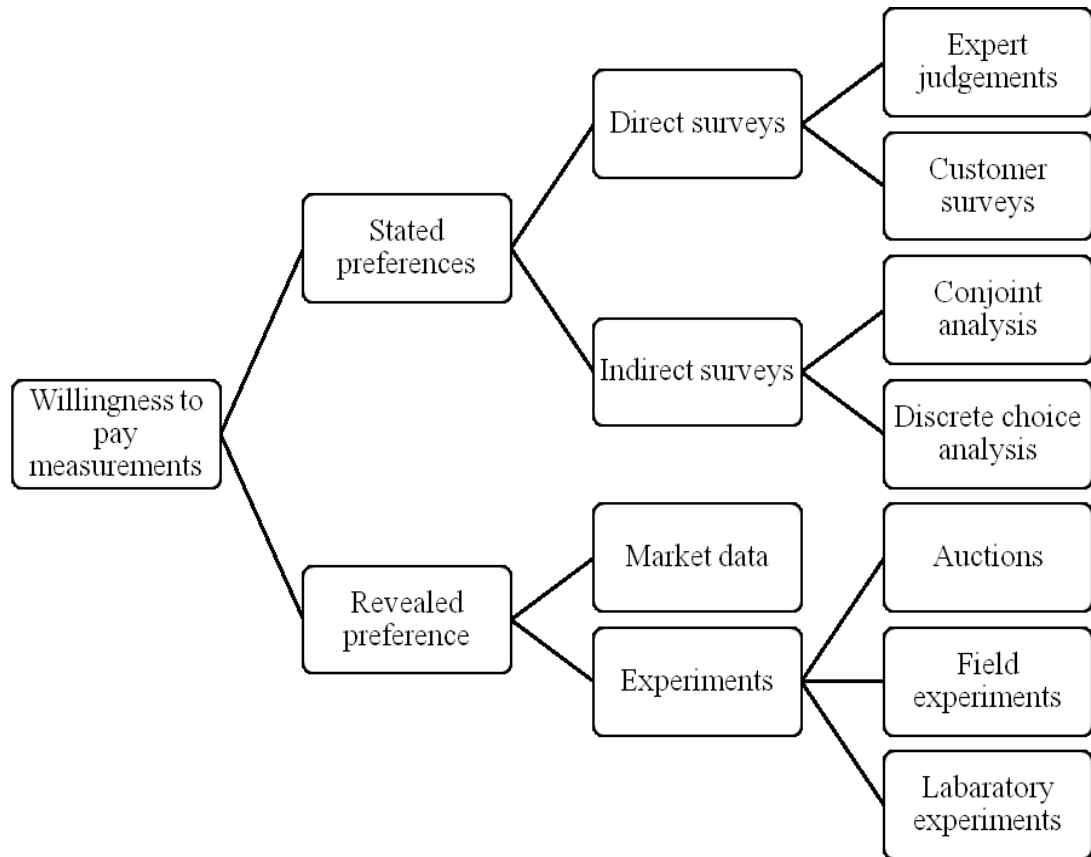 Expert
judgements
Direct surveys
Customer
surveys
Stated
preferences
Conjoint
analysis
Indirect surveys
Discrete choice
analysis
Willingness to
pay
measurements
Market data
Auctions
Revealed
preference
Experiments
Field
experiments
Labaratory
experiments